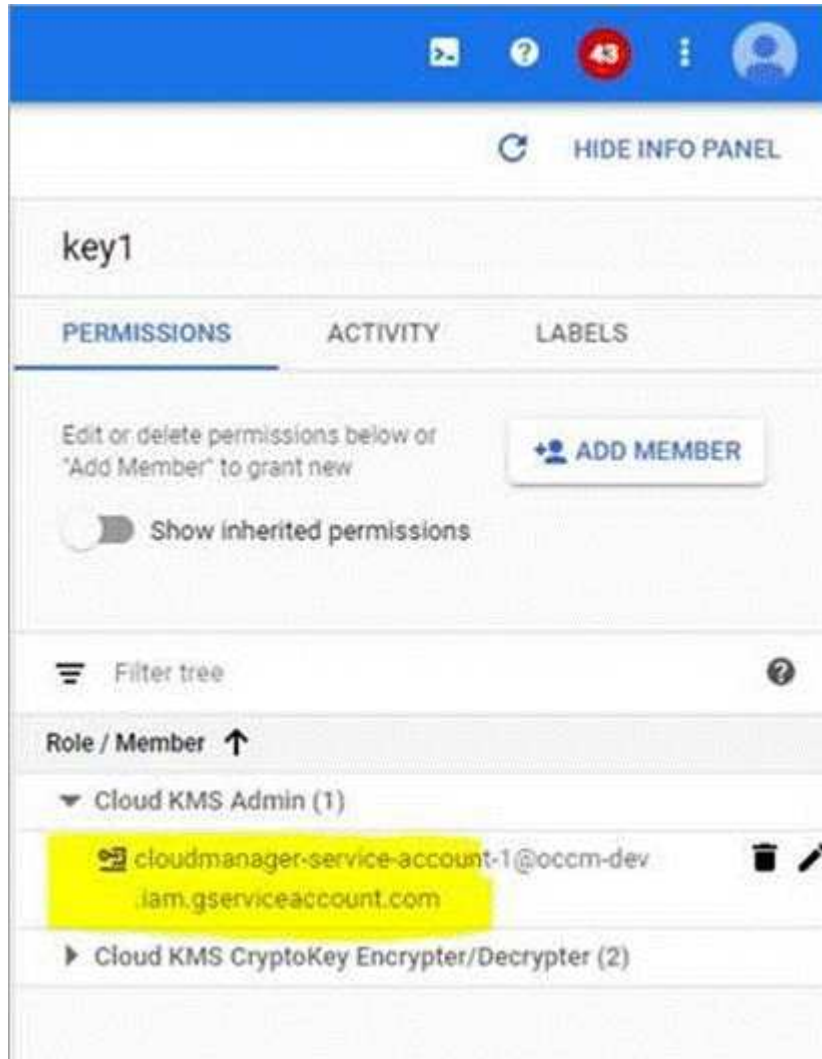 43
HIDE INFO PANEL
key1
PERMISSIONS ACTIVITY LABELS
Edit or delete permissions below or
"Add Member" to grant new
ADD MEMBER
Show inherited permissions
Filter tree
Role / Member
Cloud KMS Admin (1)
cloudmanager-service-account-1@occm-dev
.iam.gserviceaccount.com
Cloud KMS CryptoKey Encrypter/Decrypter (2)